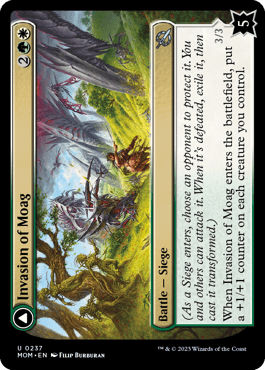 Invasion of Moag
2
Battle — Siege
(As a Siege enters, choose an opponent to protect it. You
and others can attack it. When it's defeated, exile it, then
cast it transformed.)
3/3
When Invasion of Moag enters the battlefield, put
a +1/+1 counter on each creature you control.
5
U 0237
MOM • EN FILIP BURBURAN
™ & © 2023 Wizards of the Coast